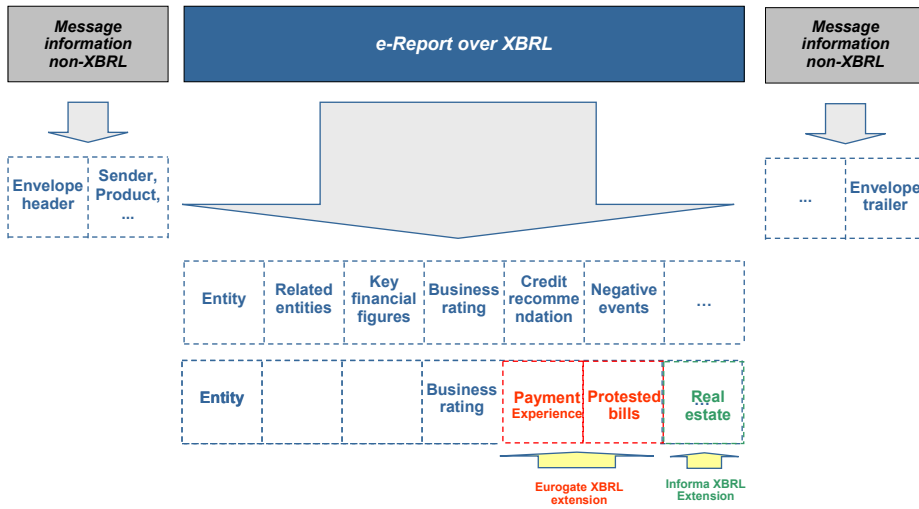 Message
information
non-XBRL
e-Report over XBRL
Message
information
non-XBRL
Envelope
header
Sender,
Product,
...
...
Envelope
trailer
Entity
Related
entities
Key
financial
figures
Business
rating
Credit
recomme
ndation
Negative
events
...
Entity
Business
rating
Payment
Experience
Protested
bills
Real
...
estate
Eurogate XBRL
extension
Informa XBRL
Extension